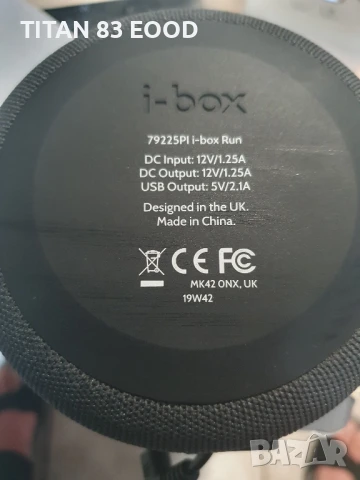 TITAN 83 EOOD
i-box
79225PI i-box Run
DC Input: 12V/1.25A
DC Output: 12V/1.25A
USB Output: 5V/2.1A
Designed in the UK.
Made in China.
CE FC
MK42 0NX, UK
19W42
BAZAR